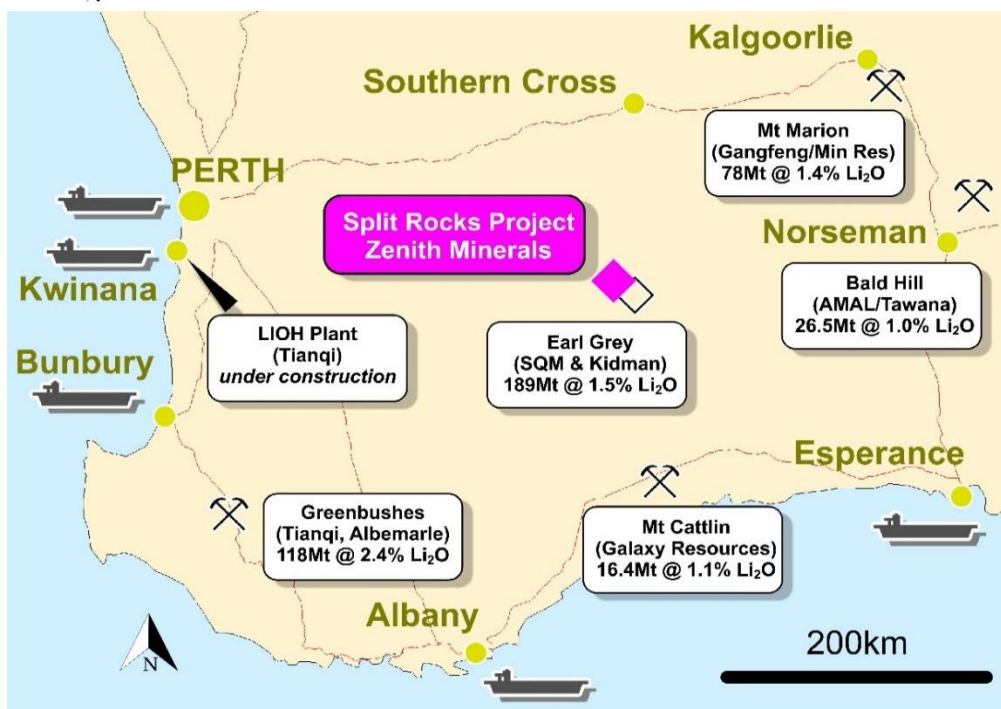 Kalgoorlie
Southern Cross
Mt Marion
(Gangfeng/Min Res)
78Mt @ 1.4% Li₂O
PERTH
Split Rocks Project
Zenith Minerals
Norseman
Kwinana
Bald Hill
(AMAL/Tawana)
26.5Mt @ 1.0% Li₂O
LIOH Plant
(Tianqi)
under construction
Earl Grey
(SQM & Kidman)
189Mt @ 1.5% Li₂O
Bunbury
Esperance
Greenbushes
(Tianqi, Albemarle)
118Mt @ 2.4% Li₂O
Mt Cattlin
(Galaxy Resources)
16.4Mt @ 1.1% Li₂O
Albany
200km
N